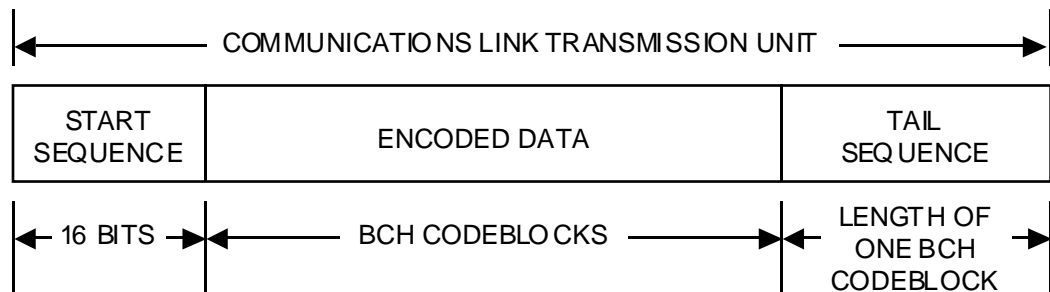 COMMUNICATIONS LINK TRANSMISSION UNIT
START
SEQUENCE
ENCODED DATA
TAIL
SEQUENCE
16 BITS
BCH CODEBLOCKS
LENGTH OF
ONE BCH
CODEBLOCK